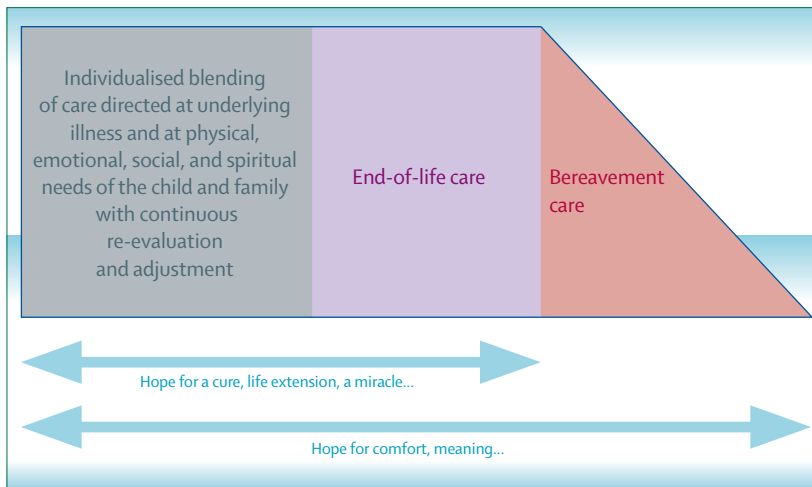 Individualised blending
of care directed at underlying
illness and at physical,
emotional, social, and spiritual
needs of the child and family
with continuous
re-evaluation
and adjustment
End-of-life care
Bereavement
care
Hope for a cure, life extension, a miracle...
Hope for comfort, meaning...